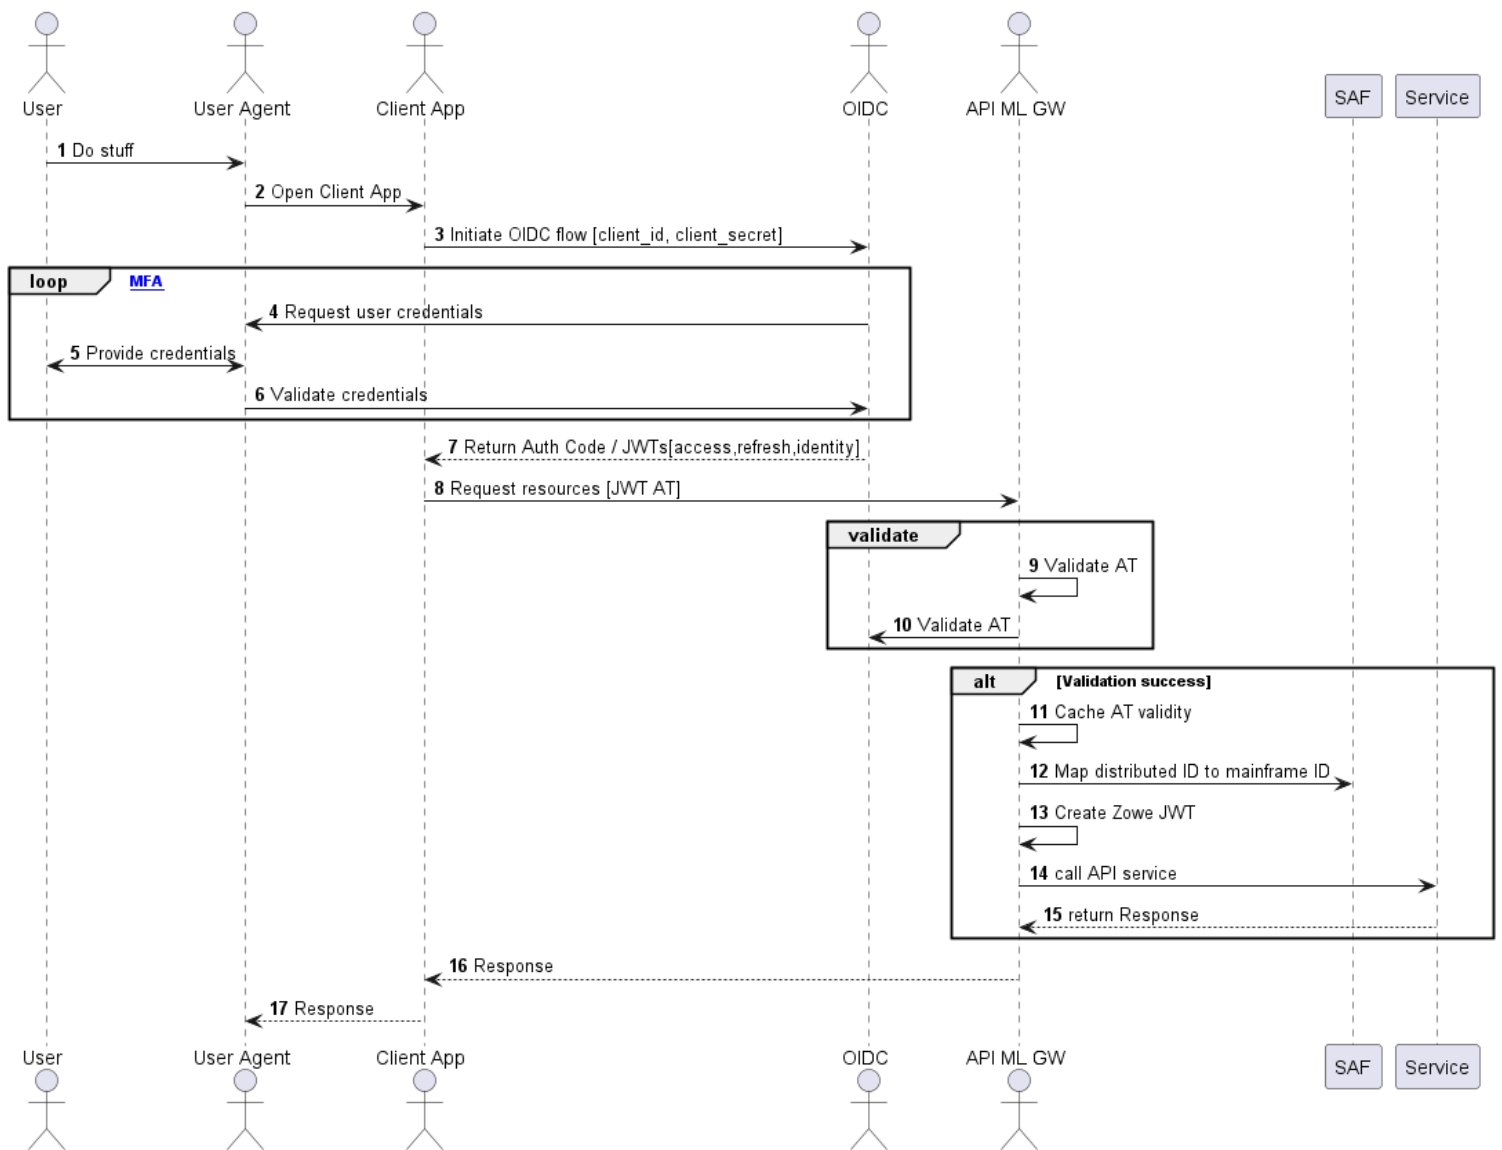 User
User Agent
Client App
OIDC
API ML GW
SAF
Service
1 Do stuff
2 Open Client App
3 Initiate OIDC flow [client_id, client_secret]
loop MFA
4 Request user credentials
5 Provide credentials
6 Validate credentials
7 Return Auth Code / JWTs[access,refresh,identity]
8 Request resources [JWT AT]
validate
9 Validate AT
10 Validate AT
alt [Validation success]
11 Cache AT validity
12 Map distributed ID to mainframe ID
13 Create Zowe JWT
14 call API service
15 return Response
16 Response
17 Response
User
User Agent
Client App
OIDC
API ML GW
SAF
Service